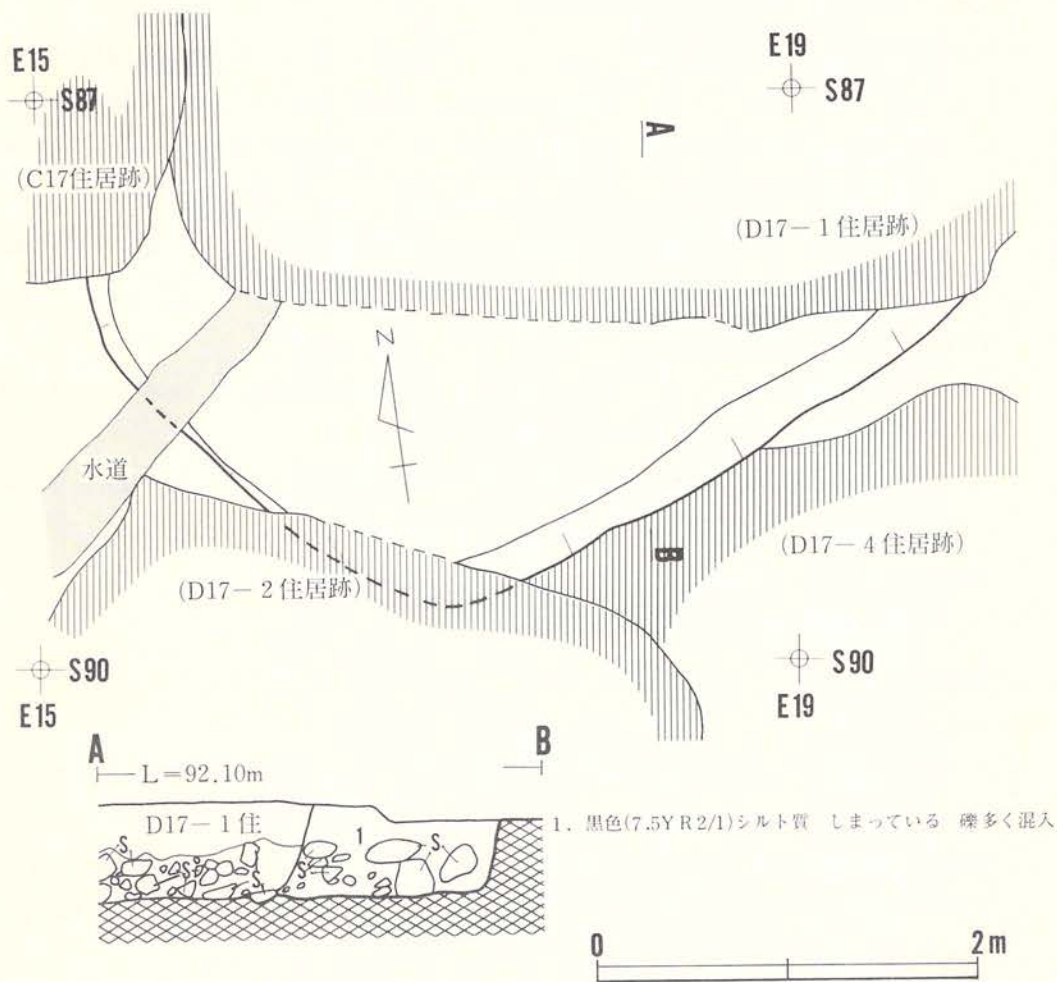 E15
S87
E19
S87
A
(C17住居跡)
(D17-1住居跡)
N
水道
(D17-2住居跡)
B
(D17-4住居跡)
S90
E15
S90
E19
A
B
L=92.10m
D17-1住
1
S
S
S
S
S
1. 黒色(7.5YR2/1)シルト質 しまっている 礫多く混入
0
2m